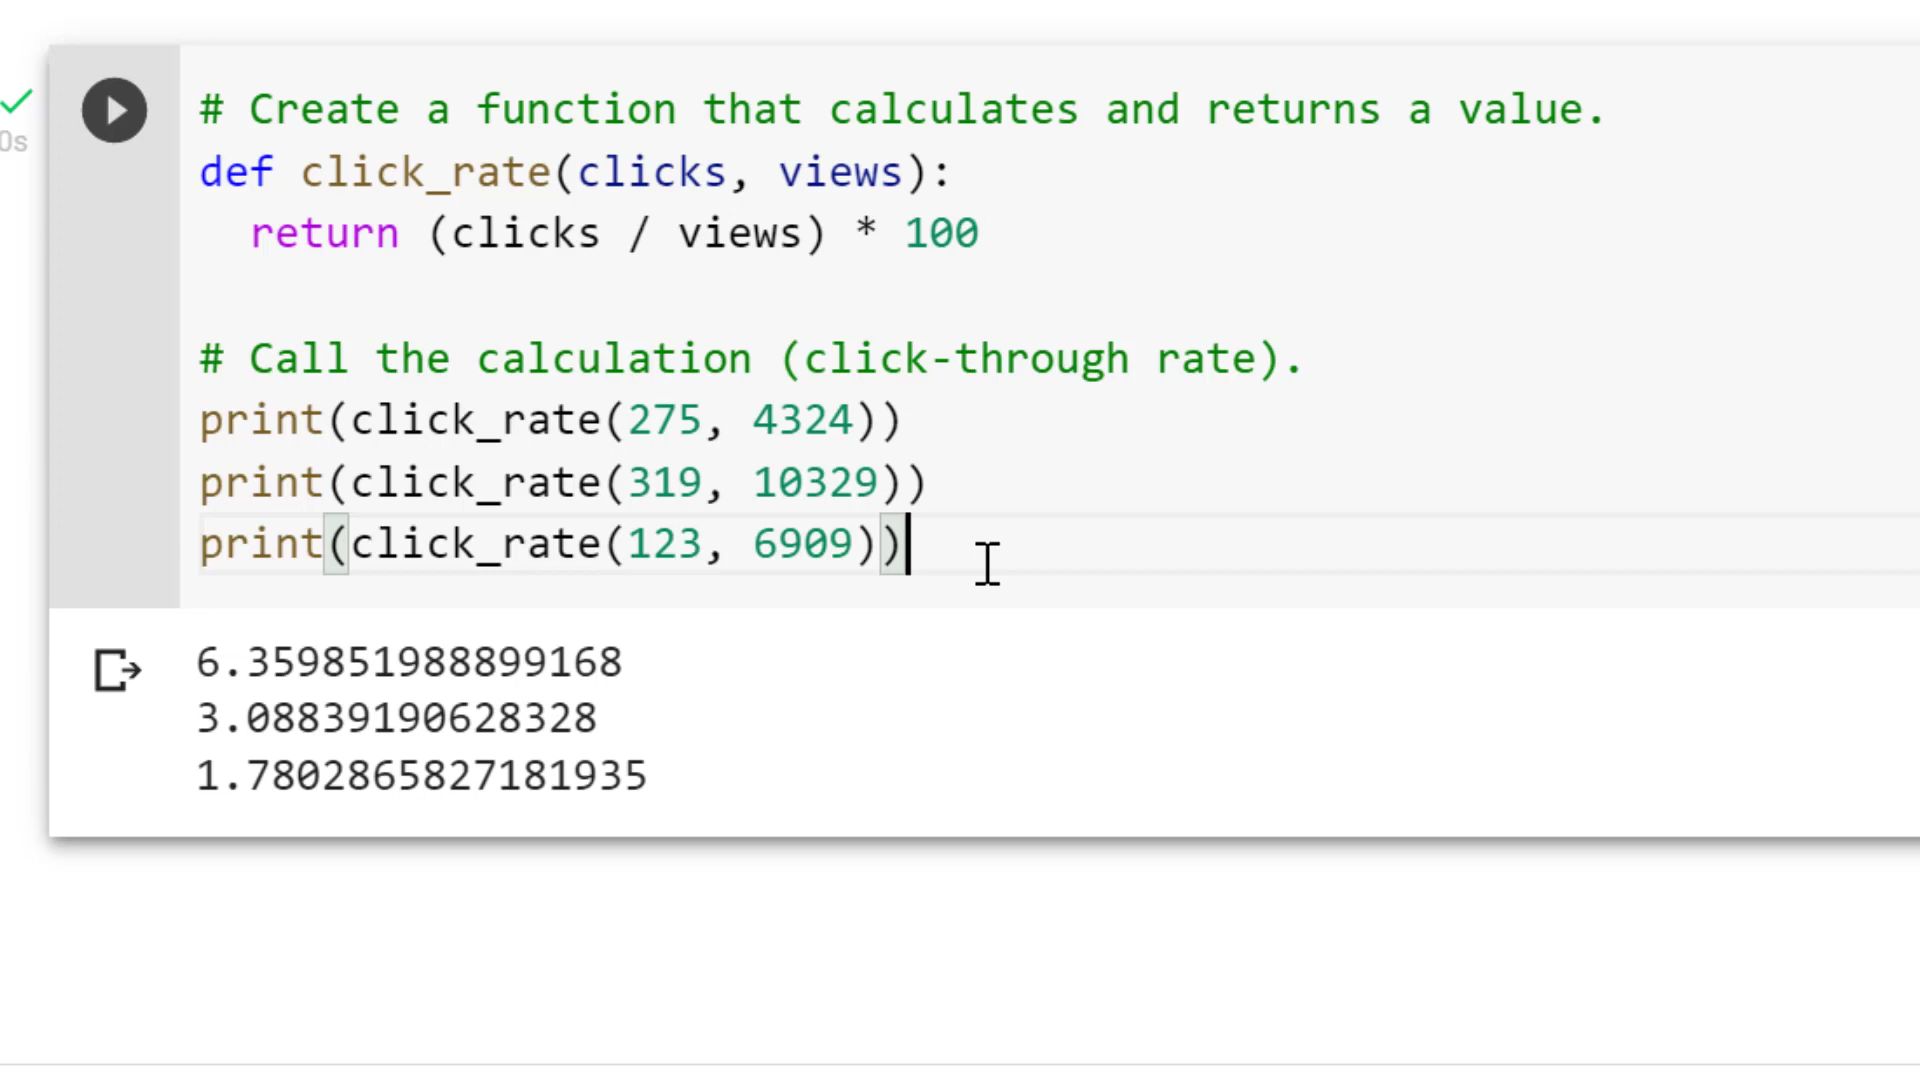 # Create a function that calculates and returns a value.
def click_rate(clicks, views):
  return (clicks / views) * 100
# Call the calculation (click-through rate).
print(click_rate(275, 4324))
print(click_rate(319, 10329))
print(click_rate(123, 6909))
0s
6.359851988899168
3.08839190628328
1.7802865827181935